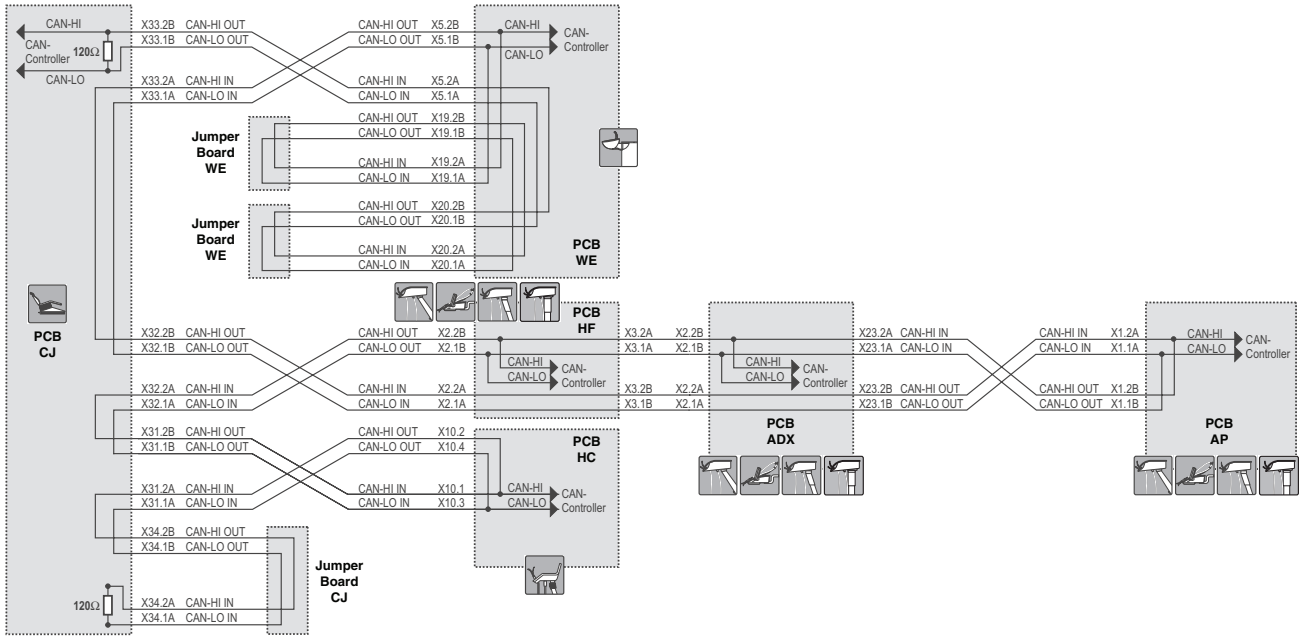 CAN-HI X33.2B CAN-HI OUT CAN-HI OUT X5.2B CAN-HI
CAN- 120Ω X33.1B CAN-LO OUT CAN-LO OUT X5.1B CAN-
Controller CAN-LO Controller
CAN-LO
X33.2A CAN-HI IN CAN-HI IN X5.2A
X33.1A CAN-LO IN CAN-LO IN X5.1A
CAN-HI OUT X19.2B
Jumper CAN-LO OUT X19.1B
Board
WE
CAN-HI IN X19.2A
CAN-LO IN X19.1A
CAN-HI OUT X20.2B
Jumper CAN-LO OUT X20.1B
Board
WE
CAN-HI IN X20.2A
CAN-LO IN X20.1A
PCB
WE
PCB
CJ
PCB
HF
X32.2B CAN-HI OUT CAN-HI OUT X2.2B X3.2A X2.2B X23.2A CAN-HI IN CAN-HI IN X1.2A CAN-HI CAN-
X32.1B CAN-LO OUT CAN-LO OUT X2.1B X3.1A X2.1B X23.1A CAN-LO IN CAN-LO IN X1.1A CAN-LO Controller
CAN-HI CAN- CAN-HI CAN-
CAN-LO Controller CAN-LO Controller
X32.2A CAN-HI IN CAN-HI IN X2.2A X3.2B X2.2A X23.2B CAN-HI OUT CAN-HI OUT X1.2B
X32.1A CAN-LO IN CAN-LO IN X2.1A X3.1B X2.1A X23.1B CAN-LO OUT CAN-LO OUT X1.1B
PCB
ADX
PCB
AP
X31.2B CAN-HI OUT CAN-HI OUT X10.2
X31.1B CAN-LO OUT CAN-LO OUT X10.4
PCB
HC
X31.2A CAN-HI IN CAN-HI IN X10.1 CAN-HI CAN-
X31.1A CAN-LO IN CAN-LO IN X10.3 CAN-LO Controller
X34.2B CAN-HI OUT
X34.1B CAN-LO OUT
Jumper
Board
CJ
120Ω X34.2A CAN-HI IN
X34.1A CAN-LO IN